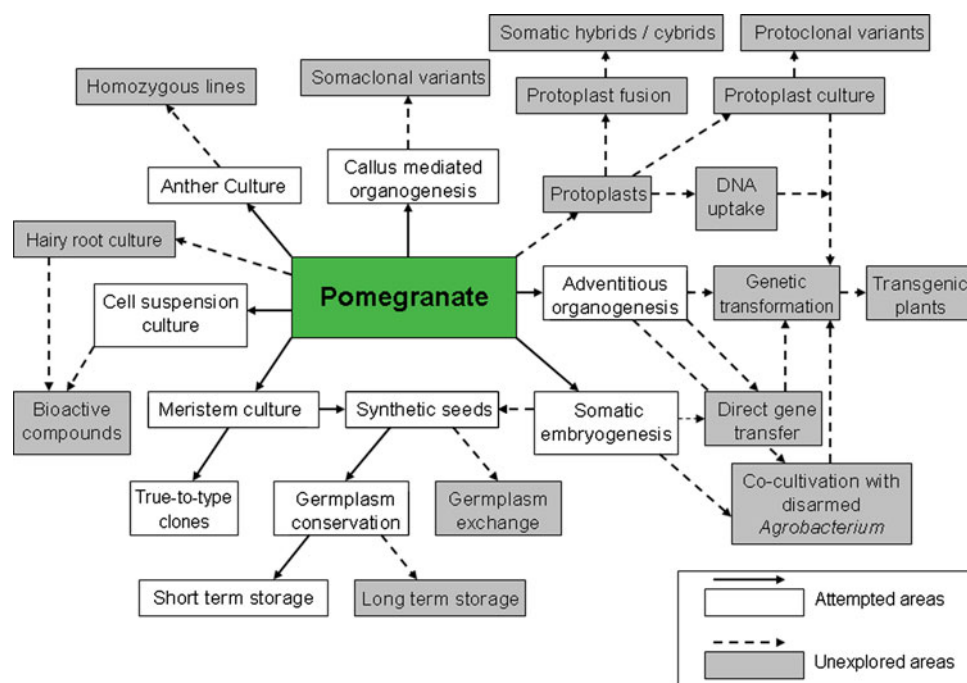 Somatic hybrids / cybrids
Protoclonal variants
Homozygous lines
Somaclonal variants
Protoplast fusion
Protoplast culture
Anther Culture
Callus mediated
organogenesis
Protoplasts
DNA
uptake
Hairy root culture
Pomegranate
Adventitious
organogenesis
Genetic
transformation
Transgenic
plants
Cell suspension
culture
Bioactive
compounds
Meristem culture
Synthetic seeds
Somatic
embryogenesis
Direct gene
transfer
True-to-type
clones
Germplasm
conservation
Germplasm
exchange
Co-cultivation with
disarmed
Agrobacterium
Short term storage
Long term storage
Attempted areas
Unexplored areas